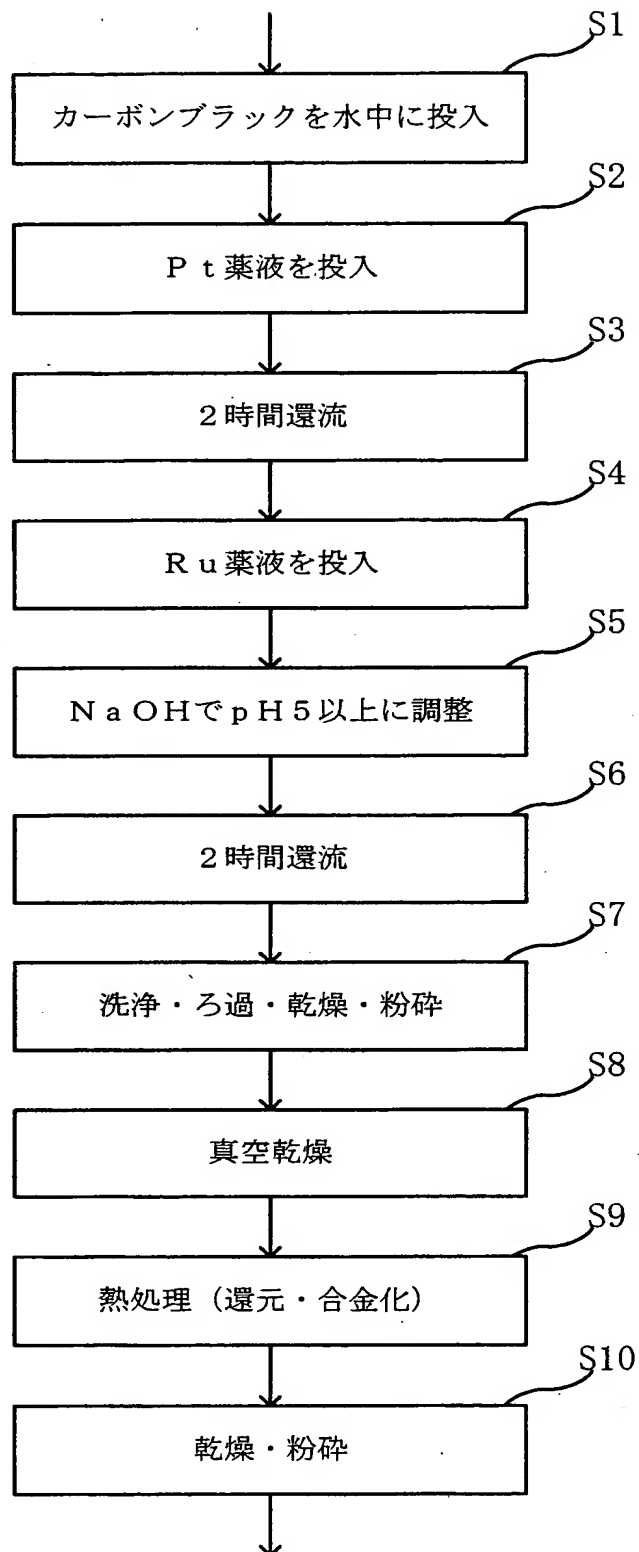 S1
カーボンブラックを水中に投入
S2
Ｐｔ薬液を投入
S3
２時間還流
S4
Ｒｕ薬液を投入
S5
ＮａＯＨでｐＨ５以上に調整
S6
２時間還流
S7
洗浄・ろ過・乾燥・粉砕
S8
真空乾燥
S9
熱処理（還元・合金化）
S10
乾燥・粉砕